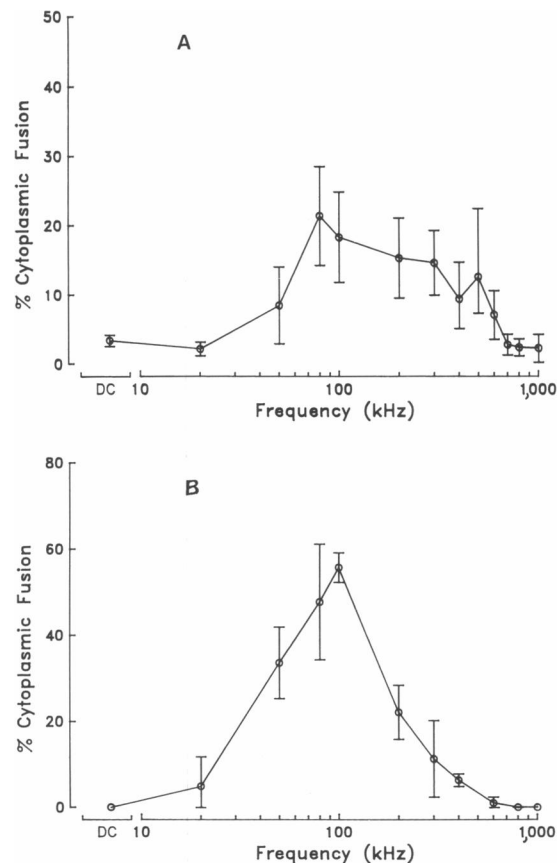 A
50
40
30
20
10
0
% Cytoplasmic Fusion
DC 10 100 1,000
Frequency (kHz)
B
80
60
40
20
0
% Cytoplasmic Fusion
DC 10 100 1,000
Frequency (kHz)